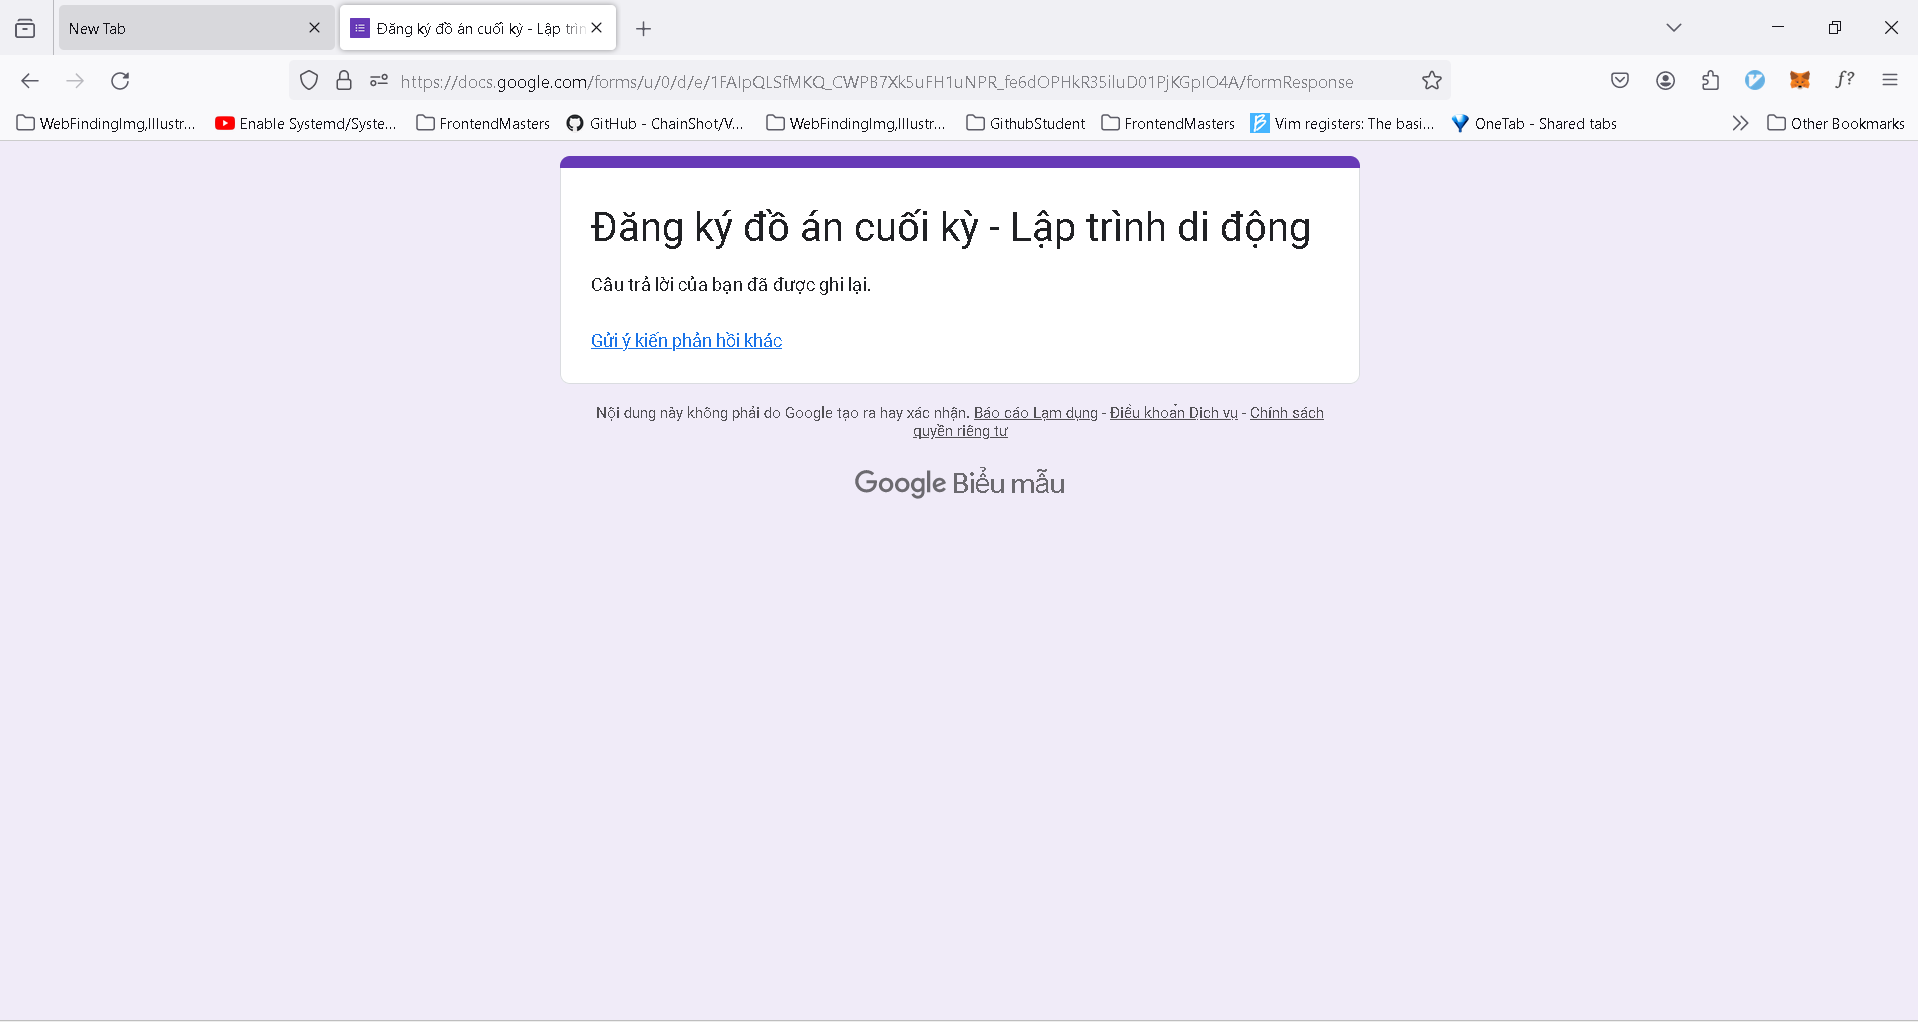 New Tab
Đăng ký đồ án cuối kỳ - Lập trìn
https://docs.google.com/forms/u/0/d/e/1FAIpQLSfMKQ_CWPB7Xk5uFH1uNPR_fe6dOPHkR35iluD01PjKGpIO4A/formResponse
WebFindingImg,Illustr...
Enable Systemd/Syste...
FrontendMasters
GitHub - ChainShot/V...
WebFindingImg,Illustr...
GithubStudent
FrontendMasters
Vim registers: The basi...
OneTab - Shared tabs
Other Bookmarks
Đăng ký đồ án cuối kỳ - Lập trình di động
Câu trả lời của bạn đã được ghi lại.
Gửi ý kiến phản hồi khác
Nội dung này không phải do Google tạo ra hay xác nhận. Báo cáo Lạm dụng - Điều khoản Dịch vụ - Chính sách
quyền riêng tư
Google Biểu mẫu